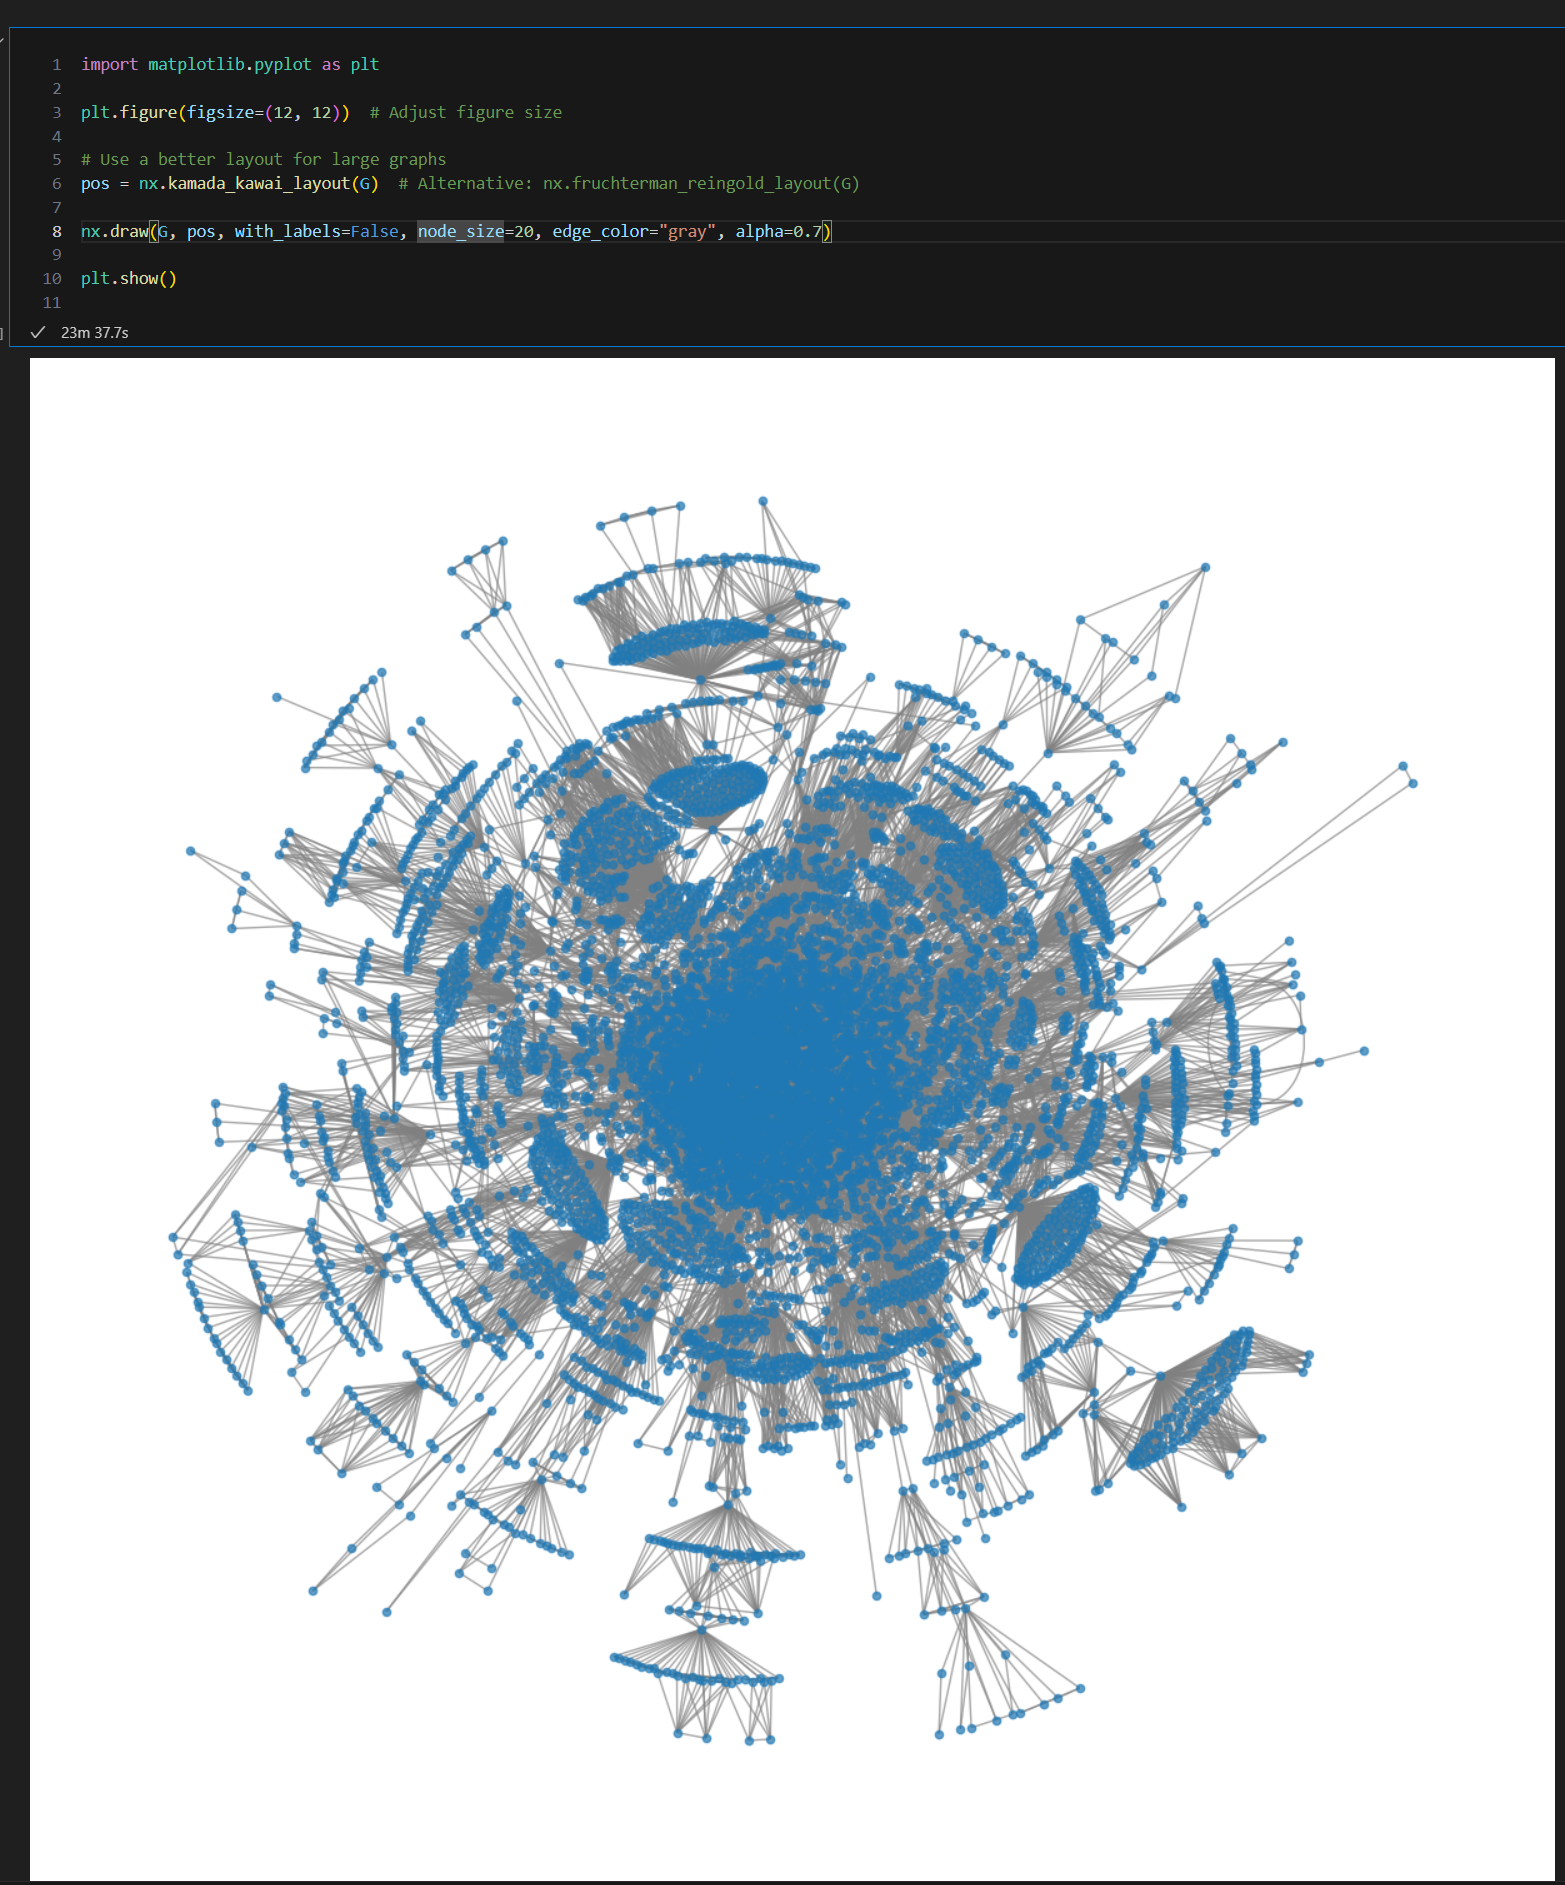 1 import matplotlib.pyplot as plt
2
3 plt.figure(figsize=(12, 12))  # Adjust figure size
4
5 # Use a better layout for large graphs
6 pos = nx.kamada_kawai_layout(G)  # Alternative: nx.fruchterman_reingold_layout(G)
7
8 nx.draw(G, pos, with_labels=False, node_size=20, edge_color="gray", alpha=0.7)
9
10 plt.show()
11
] ✓ 23m 37.7s